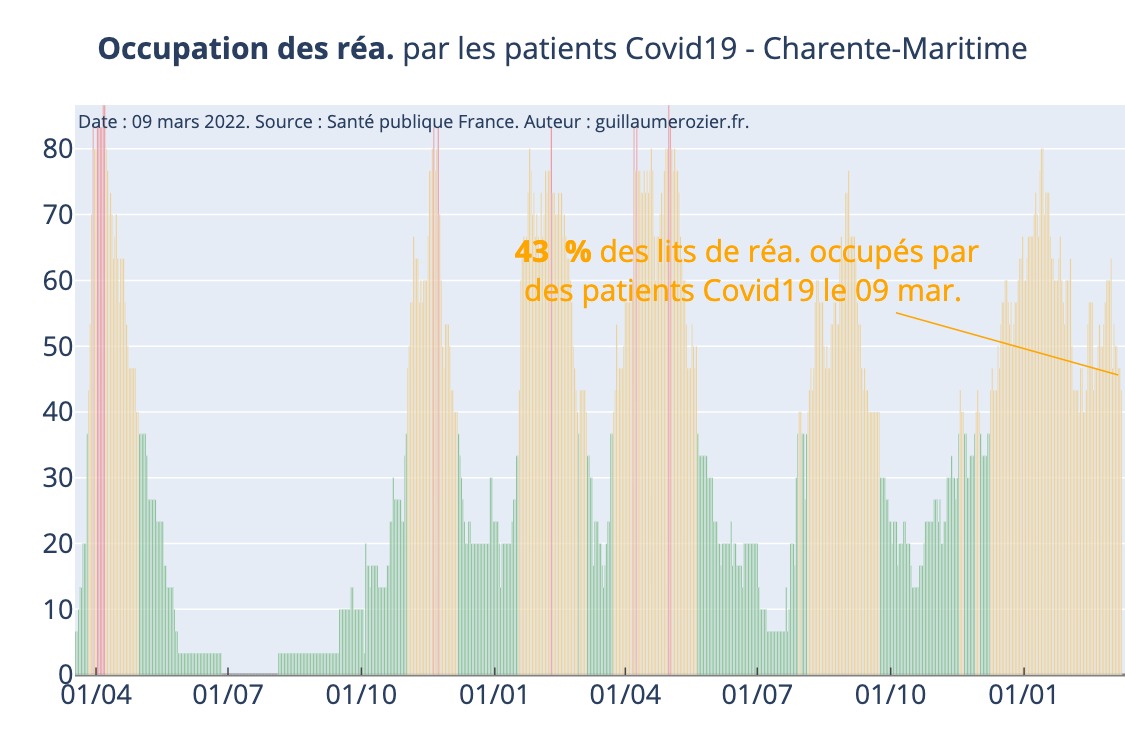 Occupation des réa. par les patients Covid19 - Charente-Maritime
Date : 09 mars 2022. Source : Santé publique France. Auteur : guillaumerozier.fr.
80
70
60
50
40
30
20
10
0
43 % des lits de réa. occupés par
des patients Covid19 le 09 mar.
01/04 01/07 01/10 01/01 01/04 01/07 01/10 01/01